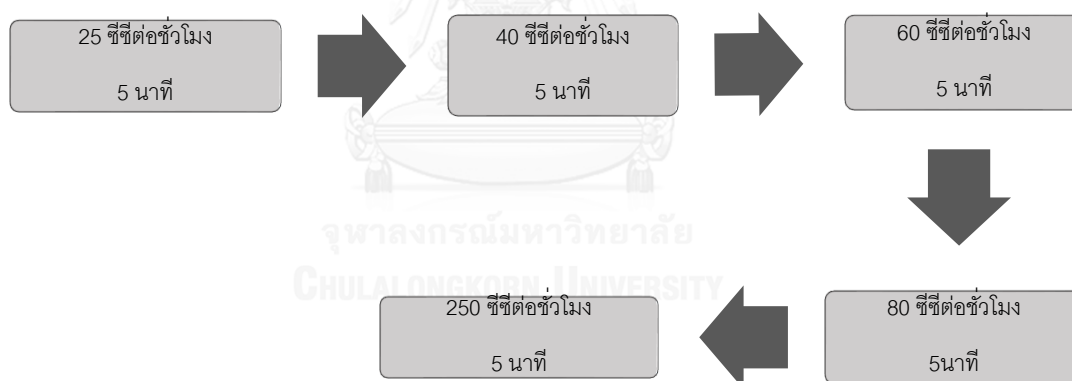 25 ซีซีต่อชั่วโมง
5 นาที
40 ซีซีต่อชั่วโมง
5 นาที
60 ซีซีต่อชั่วโมง
5 นาที
80 ซีซีต่อชั่วโมง
5นาที
250 ซีซีต่อชั่วโมง
5 นาที
จุฬาลงกรณ์มหาวิทยาลัย
CHULALONGKORN UNIVERSITY